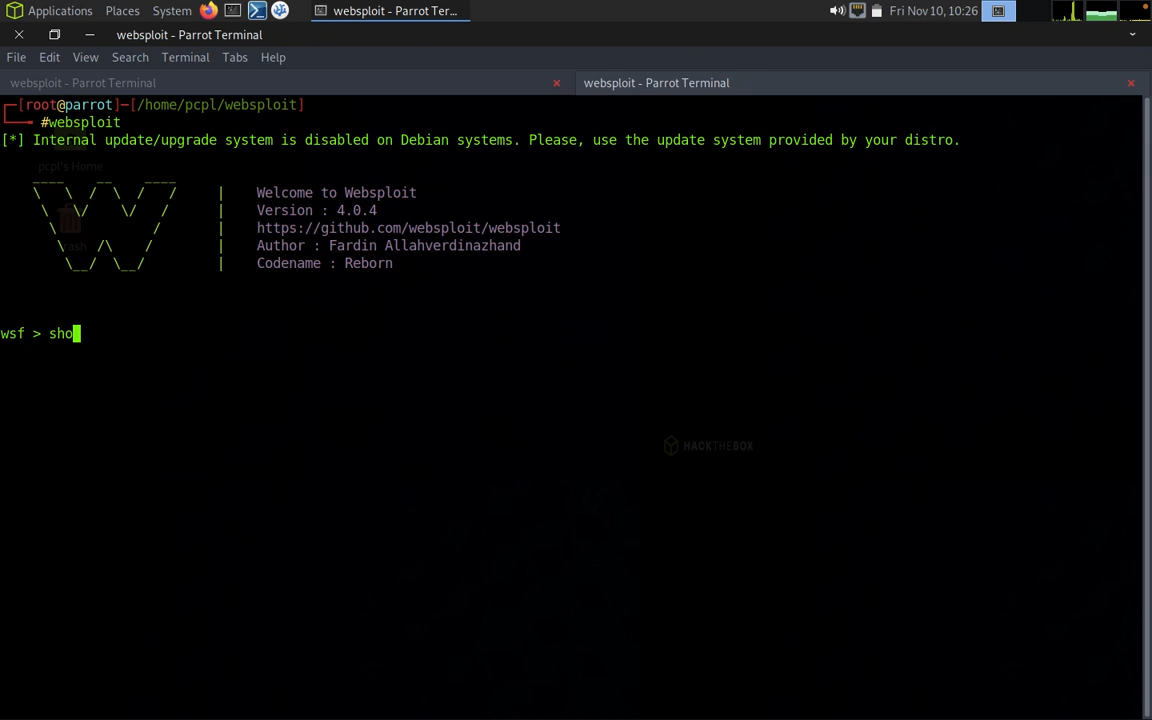 Applications Places System websploit - Parrot Ter... Fri Nov 10, 10:26
websploit - Parrot Terminal
File Edit View Search Terminal Tabs Help
websploit - Parrot Terminal websploit - Parrot Terminal
[root@parrot]─[/home/pcpl/websploit]
#websploit
[*] Internal update/upgrade system is disabled on Debian systems. Please, use the update system provided by your distro.
pcpl's Home
| Welcome to Websploit
| Version : 4.0.4
| https://github.com/websploit/websploit
| Author : Fardin Allahverdinazhand
| Codename : Reborn
wsf > sho
HACKTHEBOX